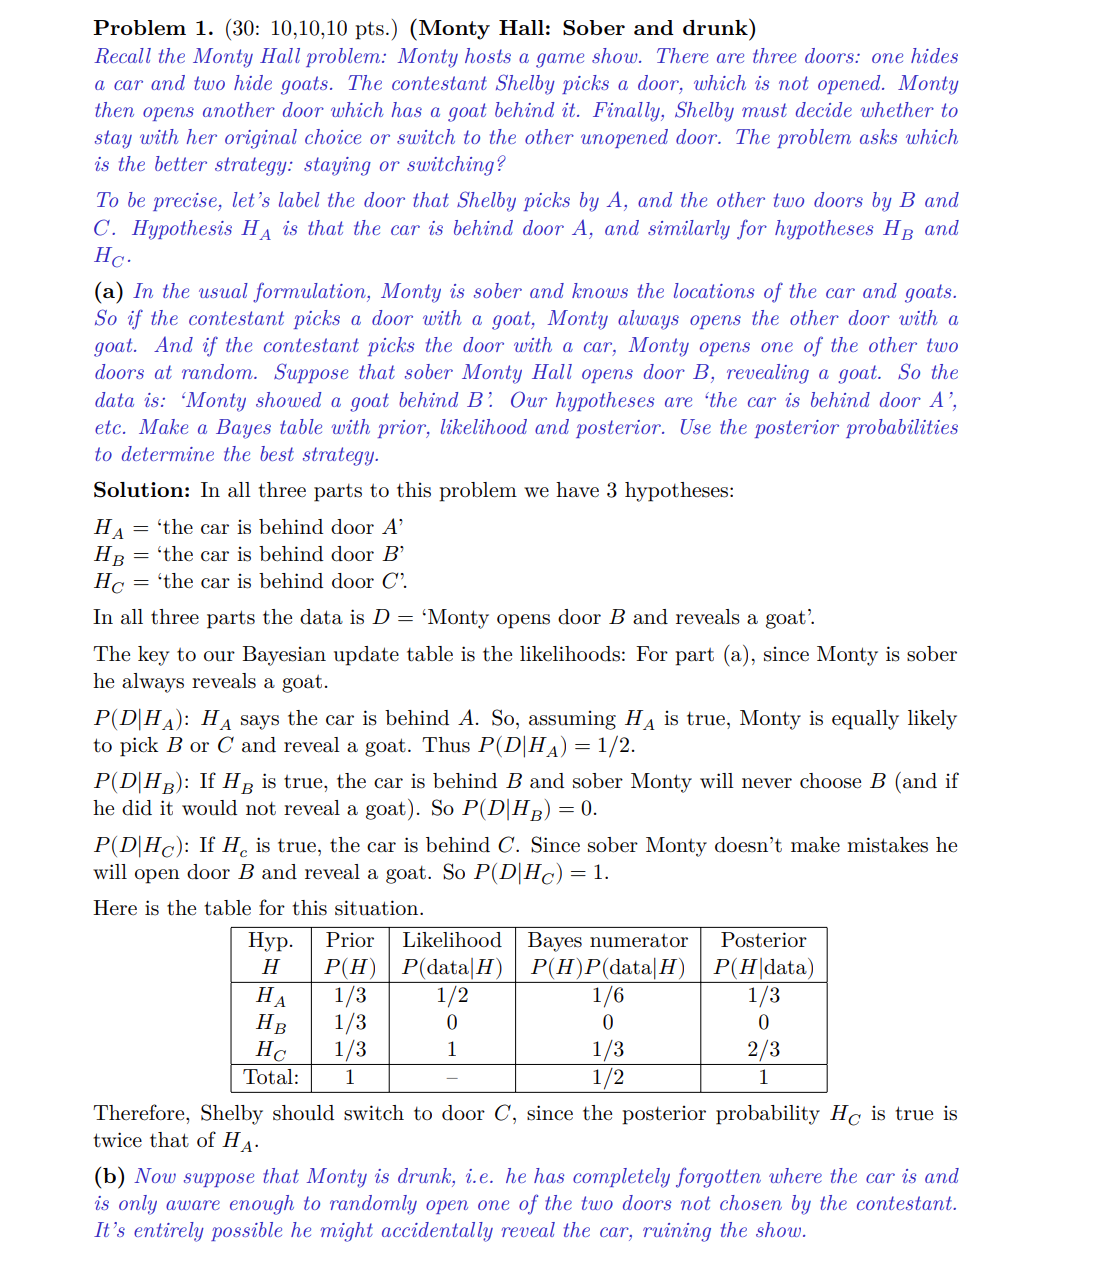 Problem 1. (30: 10,10,10 pts.) (Monty Hall: Sober and drunk)
Recall the Monty Hall problem: Monty hosts a game show. There are three doors: one hides
a car and two hide goats. The contestant Shelby picks a door, which is not opened. Monty
then opens another door which has a goat behind it. Finally, Shelby must decide whether to
stay with her original choice or switch to the other unopened door. The problem asks which
is the better strategy: staying or switching?
To be precise, let's label the door that Shelby picks by A, and the other two doors by B and
C. Hypothesis H_A is that the car is behind door A, and similarly for hypotheses H_B and
H_C.
(a) In the usual formulation, Monty is sober and knows the locations of the car and goats.
So if the contestant picks a door with a goat, Monty always opens the other door with a
goat. And if the contestant picks the door with a car, Monty opens one of the other two
doors at random. Suppose that sober Monty Hall opens door B, revealing a goat. So the
data is: ‘Monty showed a goat behind B’. Our hypotheses are ‘the car is behind door A’,
etc. Make a Bayes table with prior, likelihood and posterior. Use the posterior probabilities
to determine the best strategy.
Solution: In all three parts to this problem we have 3 hypotheses:
H_A = ‘the car is behind door A’
H_B = ‘the car is behind door B’
H_C = ‘the car is behind door C’.
In all three parts the data is D = ‘Monty opens door B and reveals a goat’.
The key to our Bayesian update table is the likelihoods: For part (a), since Monty is sober
he always reveals a goat.
P(D|H_A): H_A says the car is behind A. So, assuming H_A is true, Monty is equally likely
to pick B or C and reveal a goat. Thus P(D|H_A) = 1/2.
P(D|H_B): If H_B is true, the car is behind B and sober Monty will never choose B (and if
he did it would not reveal a goat). So P(D|H_B) = 0.
P(D|H_C): If H_c is true, the car is behind C. Since sober Monty doesn't make mistakes he
will open door B and reveal a goat. So P(D|H_C) = 1.
Here is the table for this situation.
Hyp. Prior Likelihood Bayes numerator Posterior
H P(H) P(data|H) P(H)P(data|H) P(H|data)
H_A 1/3 1/2 1/6 1/3
H_B 1/3 0 0 0
H_C 1/3 1 1/3 2/3
Total: 1 – 1/2 1
Therefore, Shelby should switch to door C, since the posterior probability H_C is true is
twice that of H_A.
(b) Now suppose that Monty is drunk, i.e. he has completely forgotten where the car is and
is only aware enough to randomly open one of the two doors not chosen by the contestant.
It's entirely possible he might accidentally reveal the car, ruining the show.